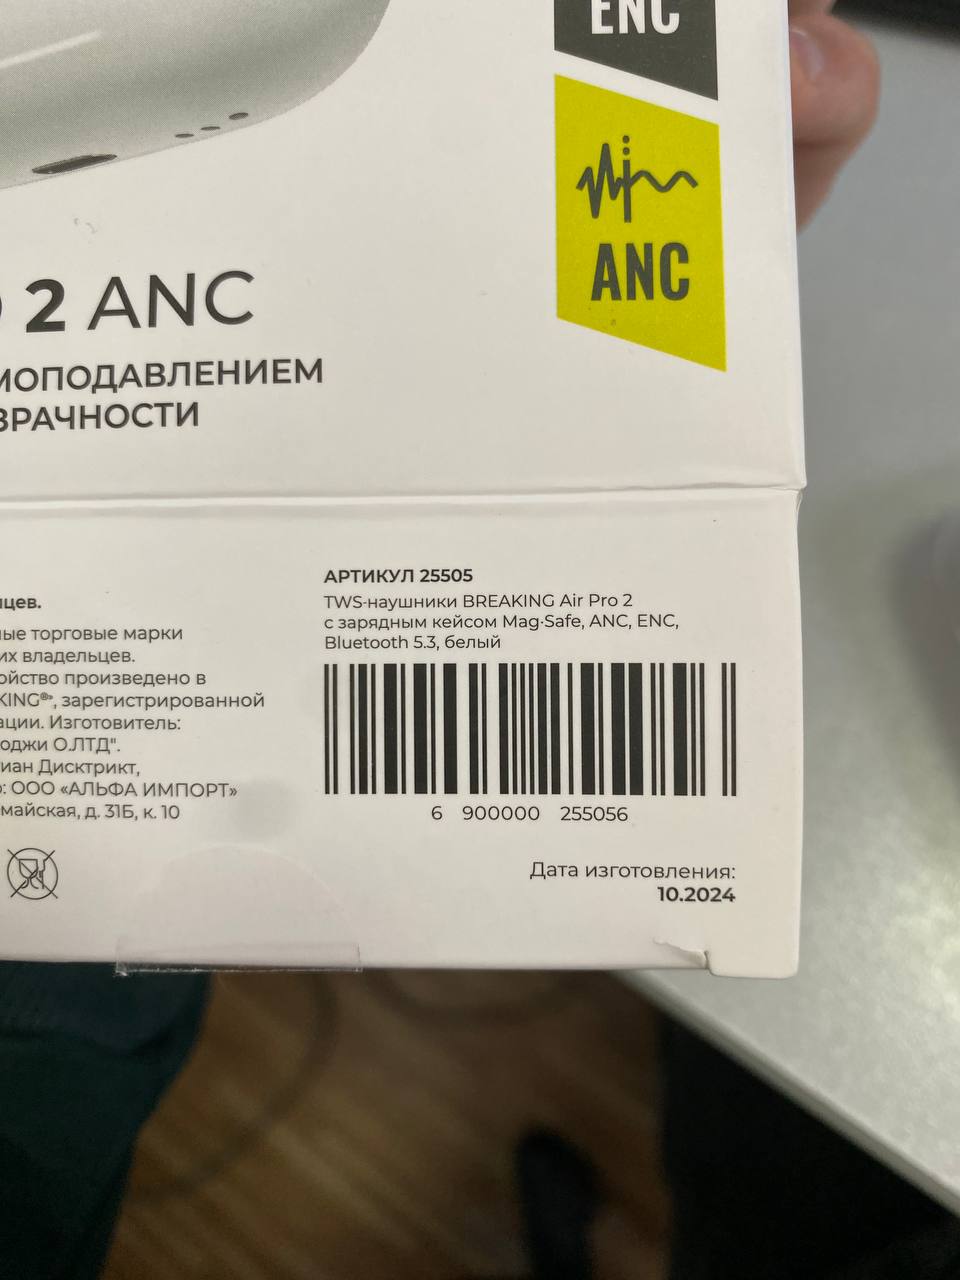 ENC
ANC
2 ANC
МОПОДАВЛЕНИЕМ
ЗРАЧНОСТИ
АРТИКУЛ 25505
TWS-наушники BREAKING Air Pro 2
с зарядным кейсом Mag-Safe, ANC, ENC,
Bluetooth 5.3, белый
6 900000 255056
Дата изготовления:
10.2024
цев.
ые торговые марки
их владельцев.
ойство произведено в
KING®, зарегистрированной
ации. Изготовитель:
оджи О.ЛТД".
иан Дисктрикт,
: ООО «АЛЬФА ИМПОРТ»
майская, д. 31Б, к. 10